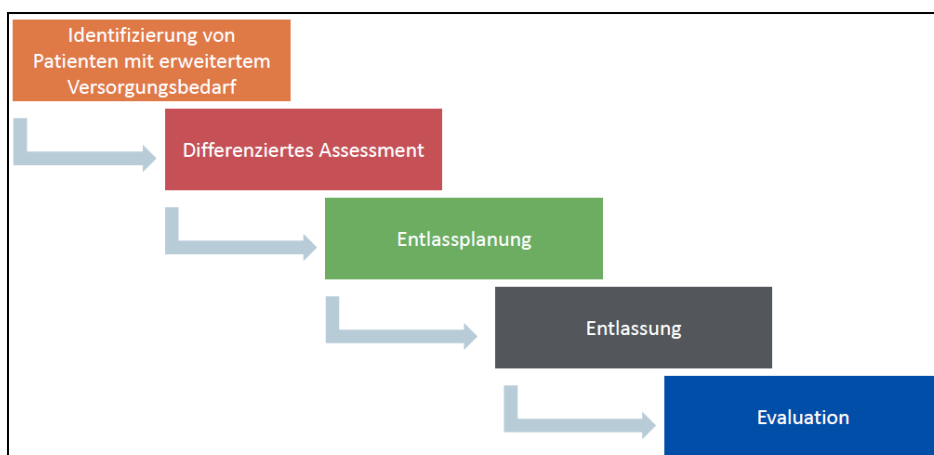 Identifizierung von
Patienten mit erweitertem
Versorgungsbedarf
Differenziertes Assessment
Entlassplanung
Entlassung
Evaluation